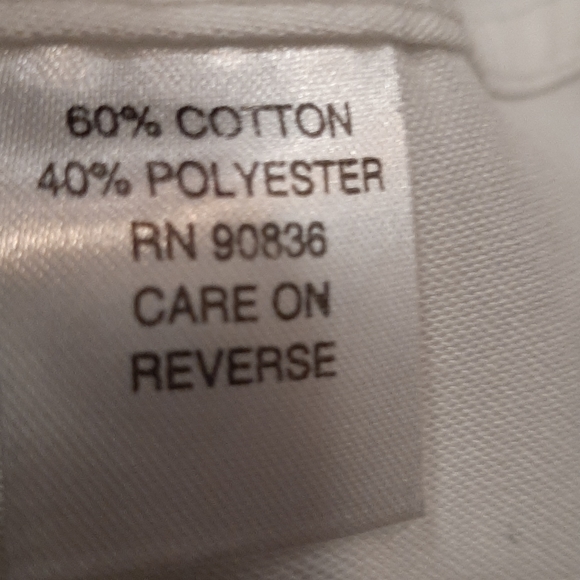 60% COTTON
40% POLYESTER
RN 90836
CARE ON
REVERSE